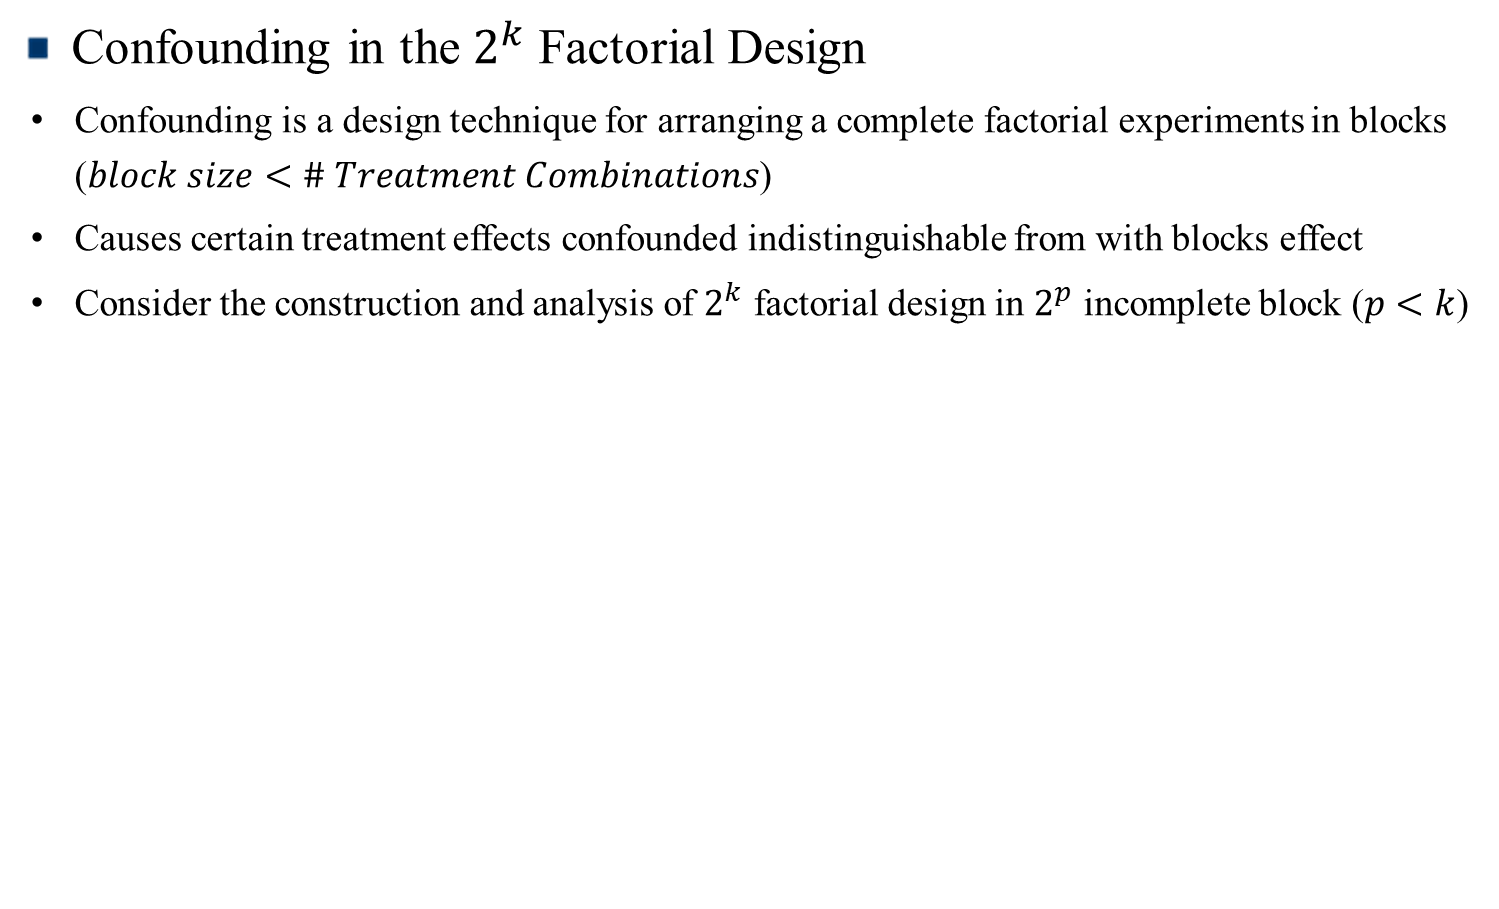 Confounding in the 2^k Factorial Design
• Confounding is a design technique for arranging a complete factorial experiments in blocks
(block size < # Treatment Combinations)
• Causes certain treatment effects confounded indistinguishable from with blocks effect
• Consider the construction and analysis of 2^k factorial design in 2^p incomplete block (p < k)